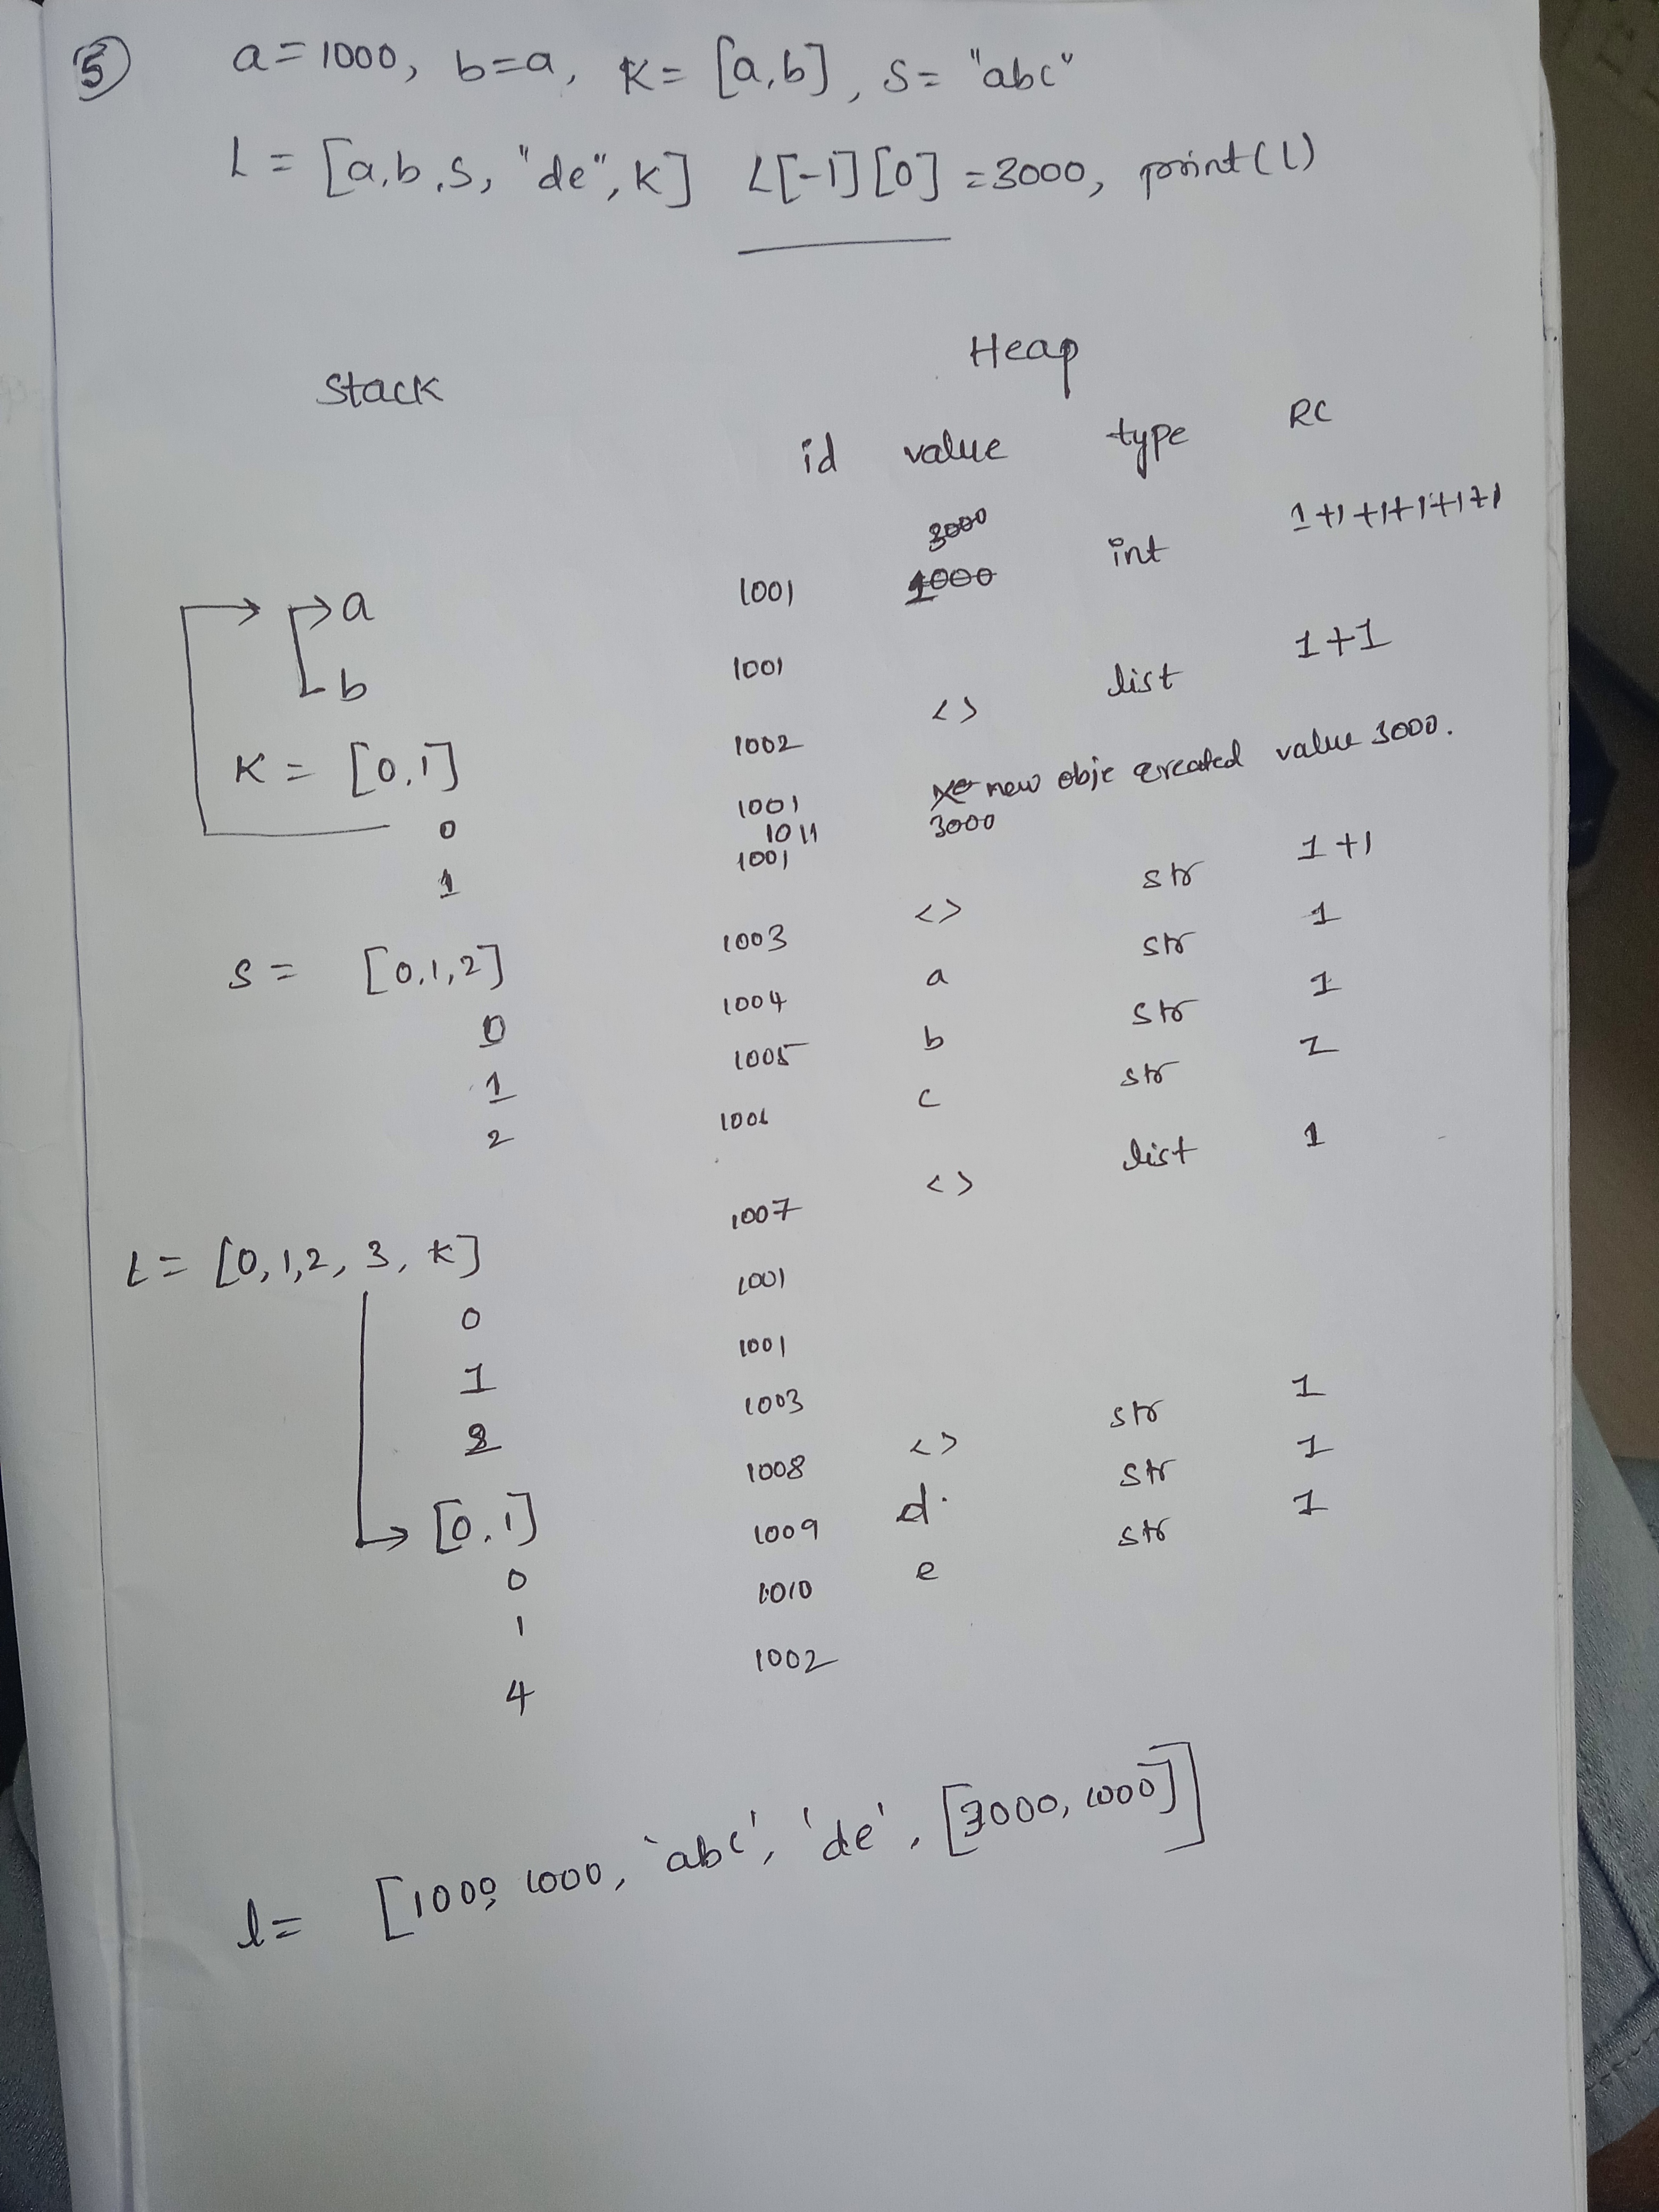 5 a=1000, b=a, K= [a,b], S= "abc"
L = [a,b,S, "de", K] L[-1][0] =3000, print(l)
Stack Heap
id value type RC
3000
a 1001 1000 int 1+1+1+1+1+1
b 1001
K = [0,1] 1002 <> list 1+1
0 1001 new obje created value 3000.
1011 3000
1 1001
S = [0,1,2] 1003 <> str 1+1
0 1004 a str 1
1 1005 b str 1
2 1006 c str 1
L= [0,1,2,3,K] 1007 <> list 1
0 1001
1 1001
2 1003
[0,1] 1008 <> str 1
0 1009 d. str 1
1 1010 e str 1
4 1002
l= [1000, 1000, 'abc', 'de', [3000, 1000]]